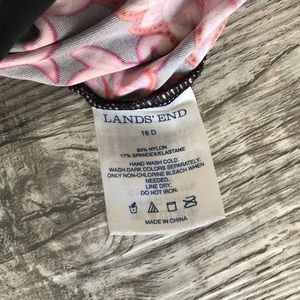 LANDS' END
16 D
83% NYLON
17% SPANDEX/ELASTANE
HAND WASH COLD.
WASH DARK COLORS SEPARATELY.
ONLY NON-CHLORINE BLEACH WHEN
NEEDED.
LINE DRY.
DO NOT IRON.
MADE IN CHINA